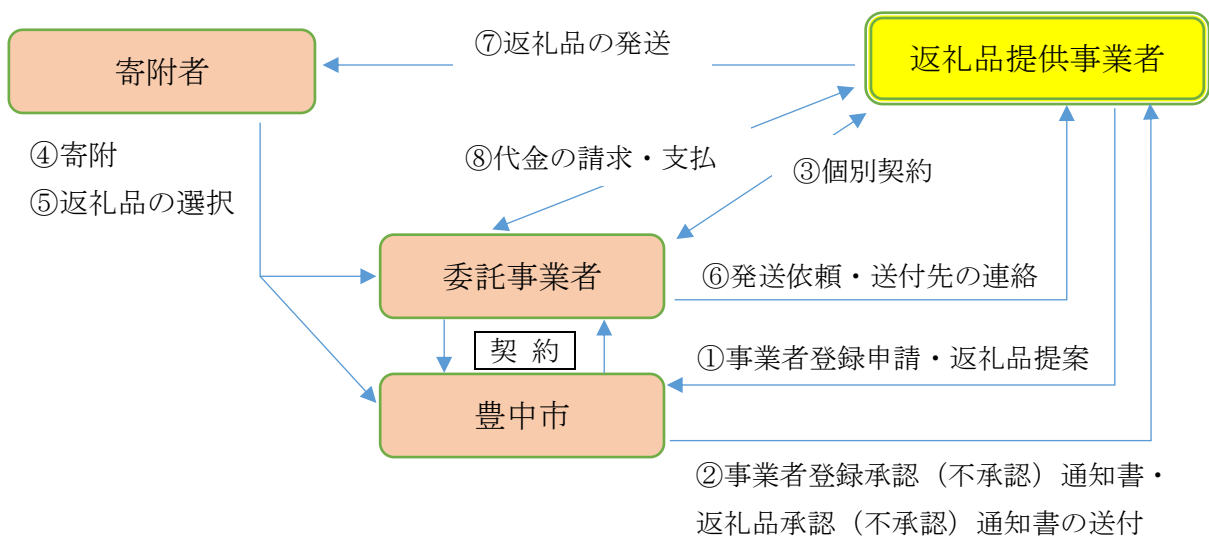 ⑦返礼品の発送
寄附者
返礼品提供事業者
④寄附
⑤返礼品の選択
⑧代金の請求・支払
③個別契約
委託事業者
⑥発送依頼・送付先の連絡
契 約
①事業者登録申請・返礼品提案
豊中市
②事業者登録承認（不承認）通知書・
返礼品承認（不承認）通知書の送付